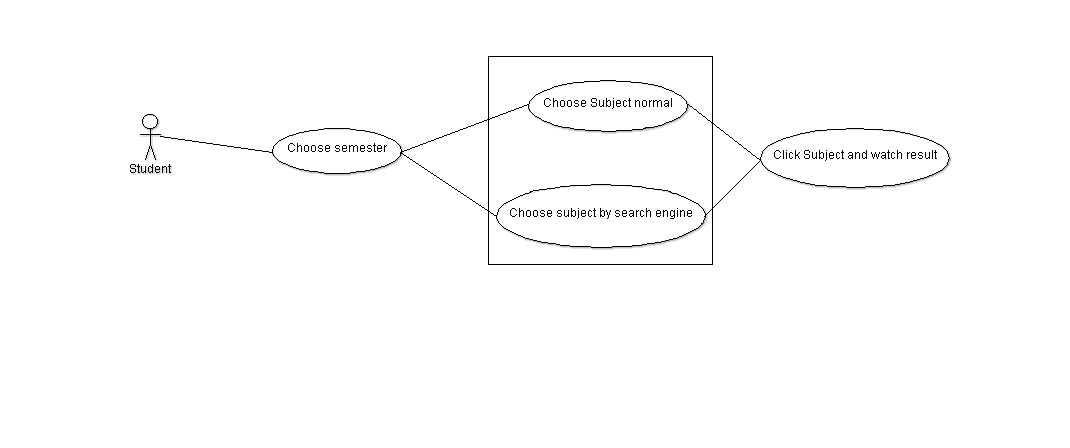 Student
Choose semester
Choose Subject normal
Choose subject by search engine
Click Subject and watch result